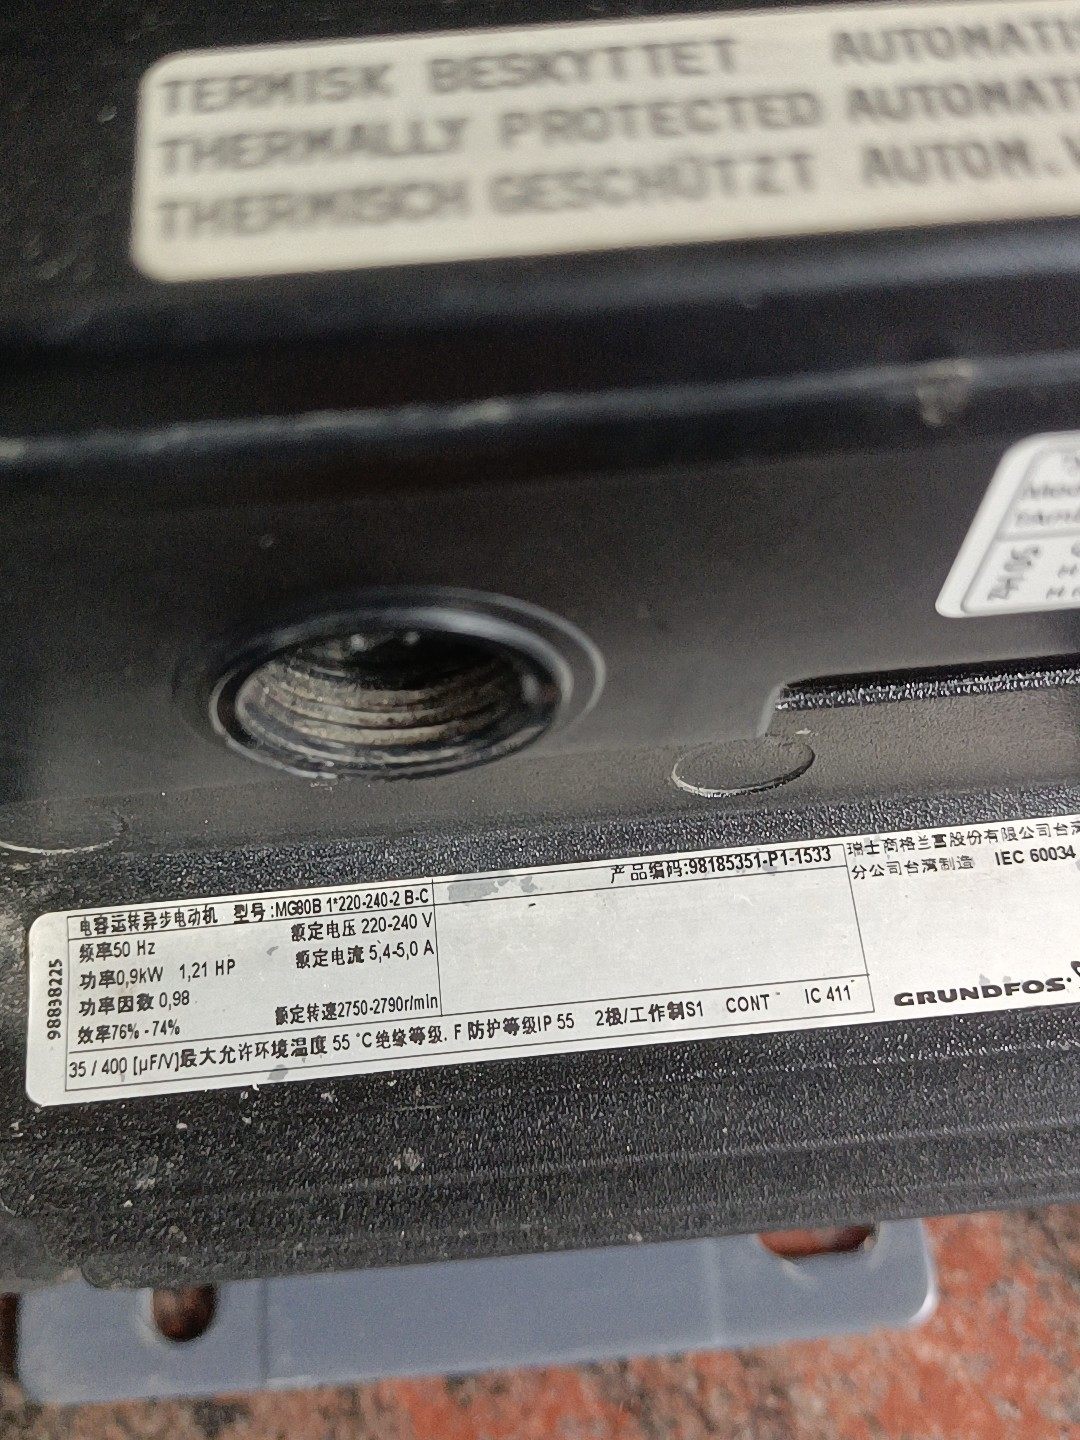 TERMISK BESKYTTET AUTOMATI
THERMALLY PROTECTED AUTOMATI
THERMISCH GESCHÜTZT AUTOM.
电容运转异步电动机 型号:MG80B 1*220-240-2 B-C 产品编码:98185351-P1-1533 瑞士商格兰富股份有限公司台湾
分公司台湾制造 IEC 60034
频率50 Hz 额定电压 220-240 V
功率0,9kW 1,21 HP 额定电流 5,4-5,0 A
功率因数 0,98
效率76% - 74% 额定转速2750-2790r/min
35 / 400 [µF/V]最大允许环境温度 55 °C 绝缘等级. F 防护等级IP 55 2极/工作制S1 CONT IC 411
GRUNDFOS
98838225